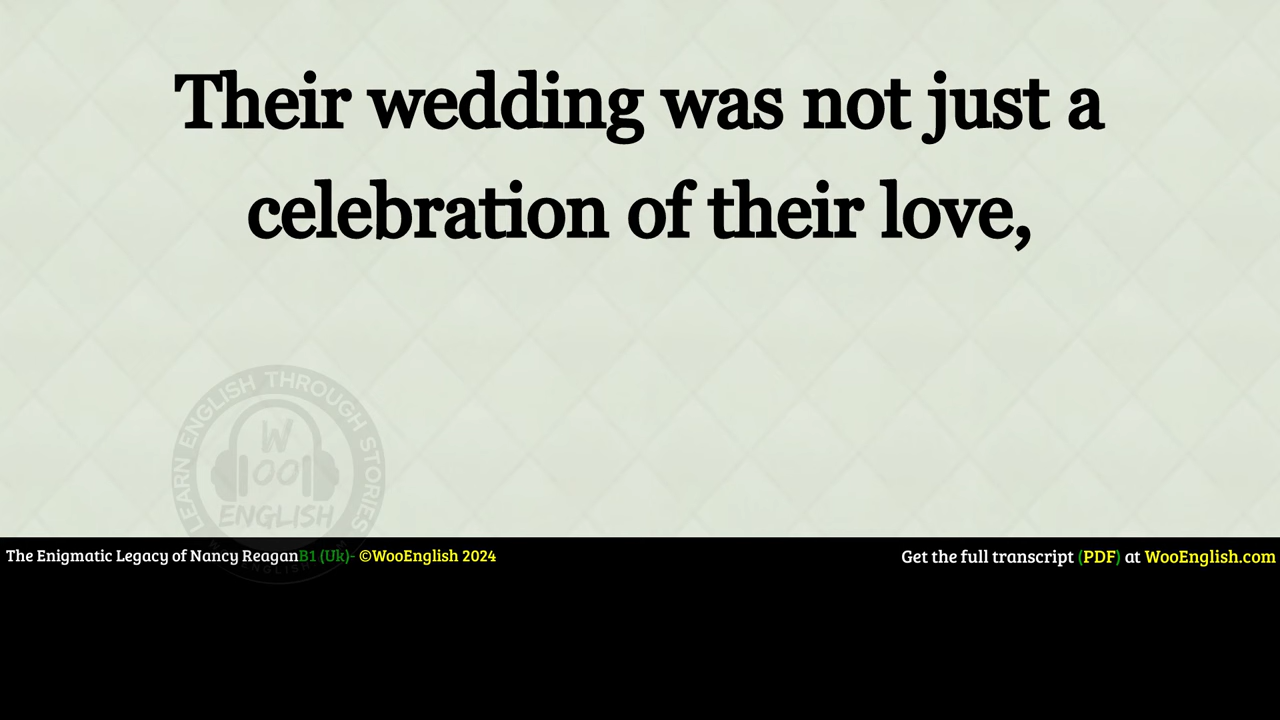 Their wedding was not just a
celebration of their love,
LEARN ENGLISH THROUGH STORIES
W
OO
ENGLISH
The Enigmatic Legacy of Nancy ReaganB1 (Uk)- ©WooEnglish 2024
Get the full transcript (PDF) at WooEnglish.com